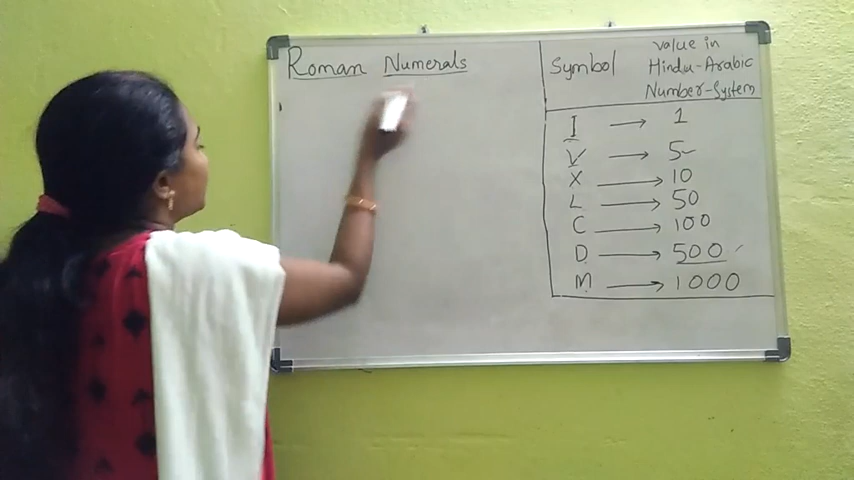 Roman Numerals
Symbol value in Hindu-Arabic Number-System
I → 1
V → 5
X → 10
L → 50
C → 100
D → 500
M → 1000